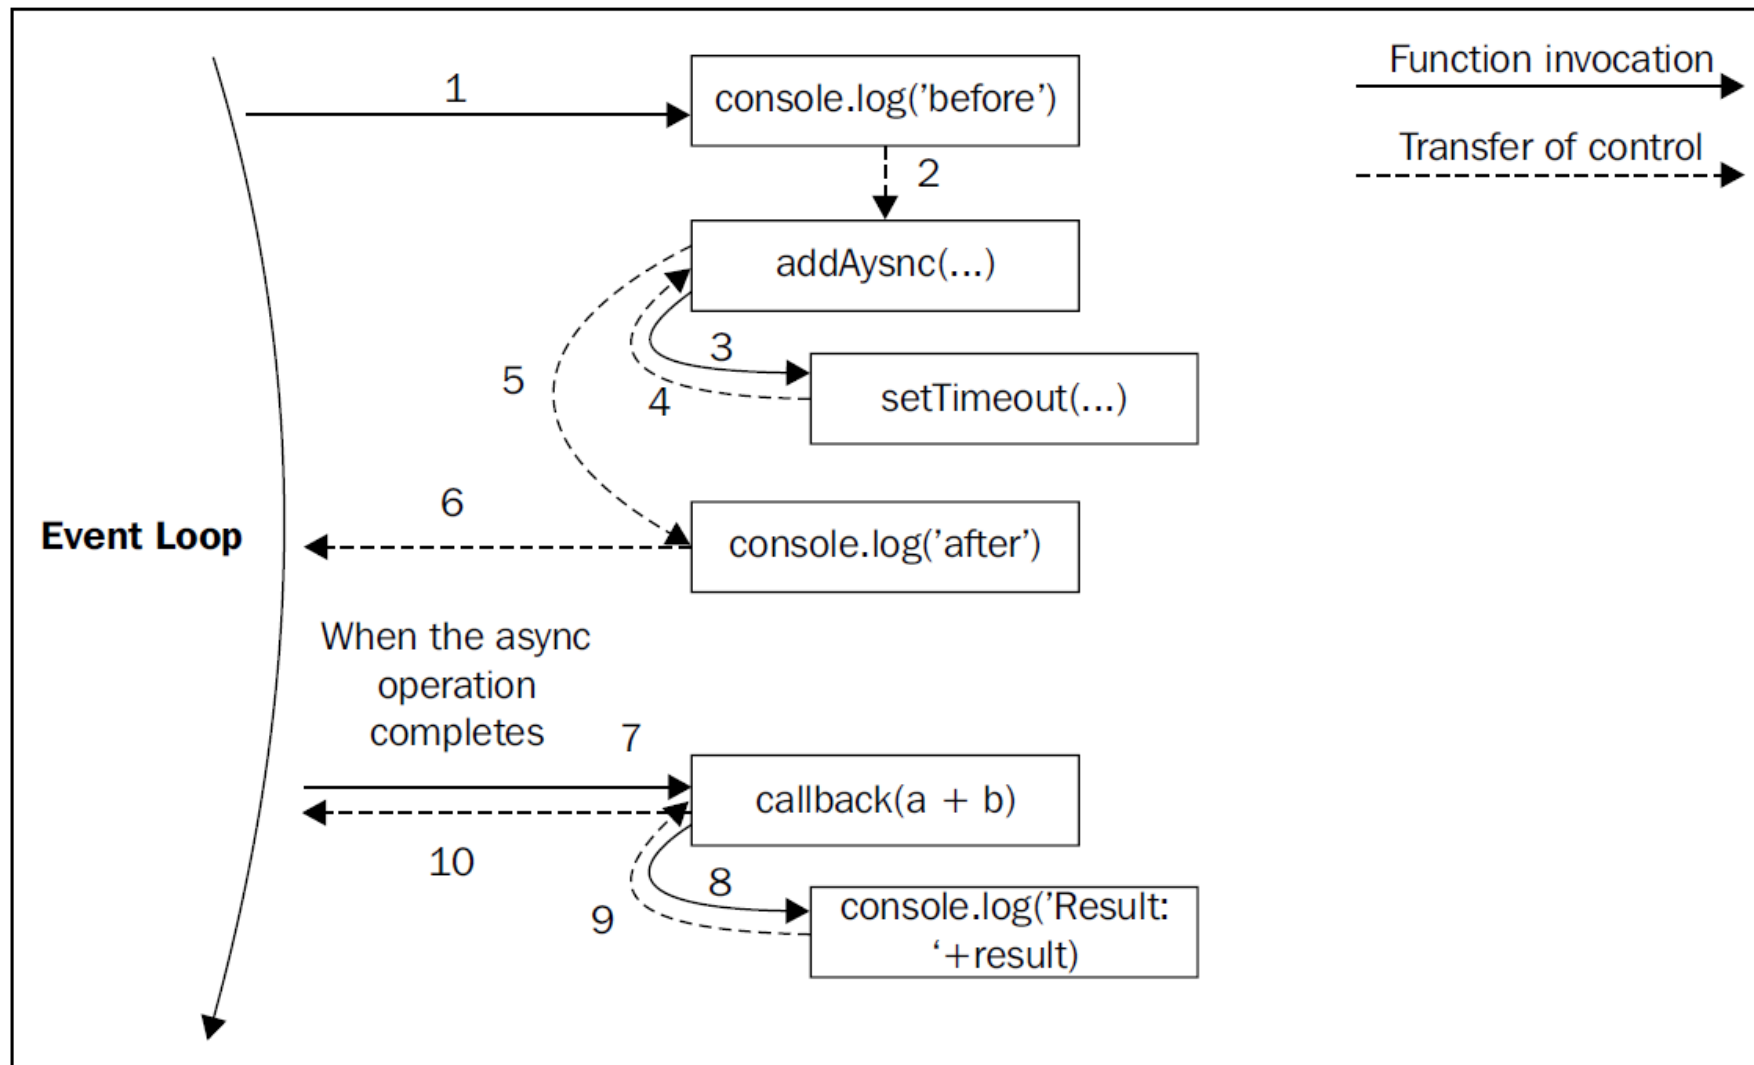 Function invocation
Transfer of control
1
console.log('before')
2
addAysnc(...)
3
4
setTimeout(...)
5
6
console.log('after')
Event Loop
When the async
operation
completes
7
callback(a + b)
10
8
9
console.log('Result:
‘+result)